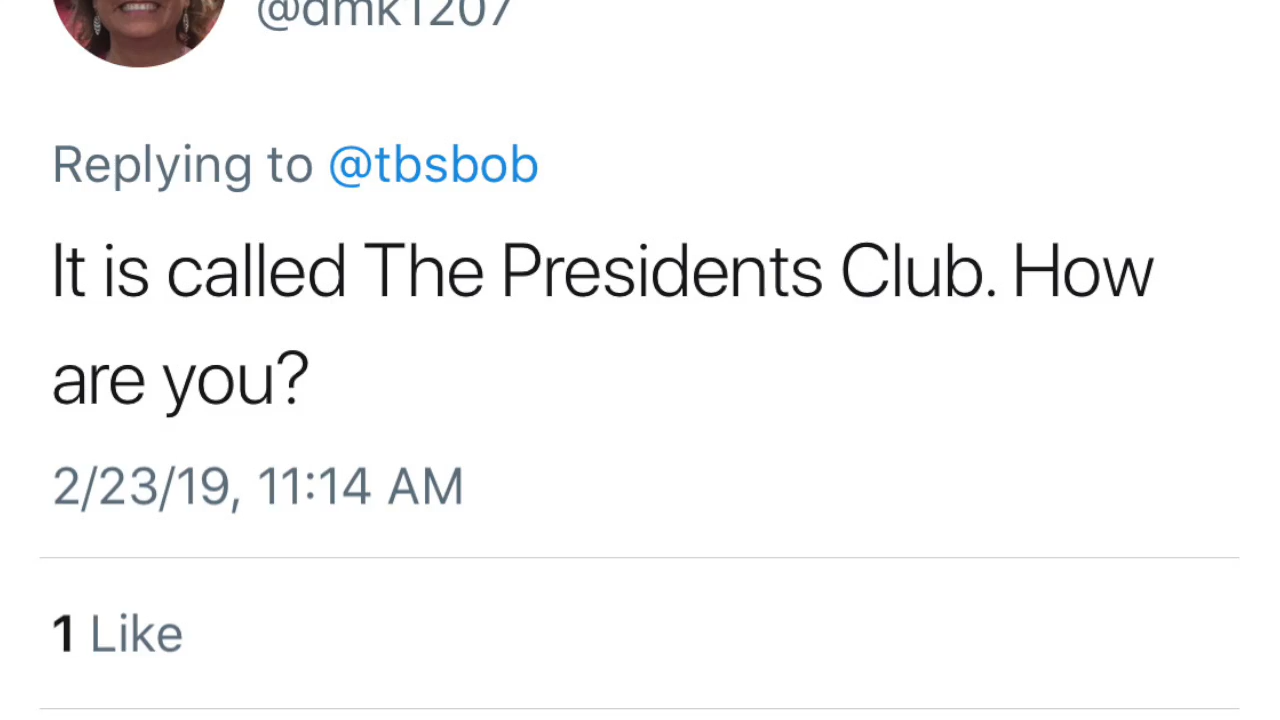 @dmk1207
Replying to @tbsbob
It is called The Presidents Club. How
are you?
2/23/19, 11:14 AM
1 Like